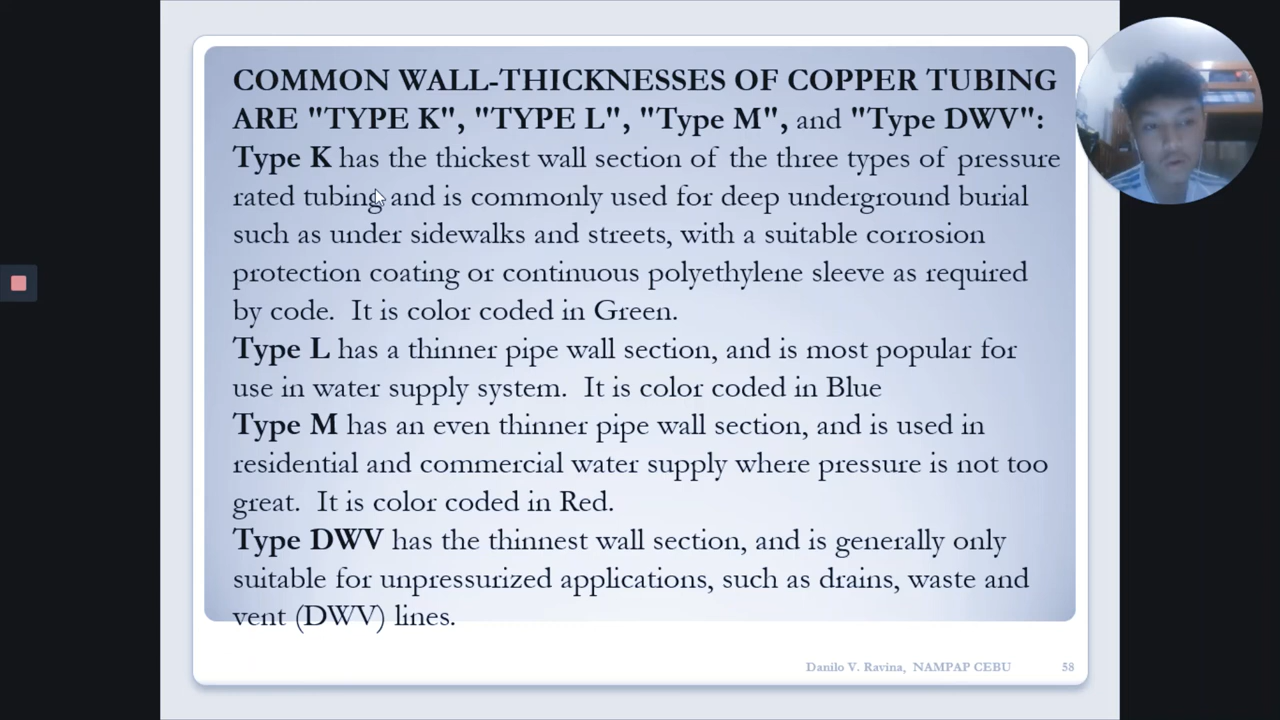 COMMON WALL-THICKNESSES OF COPPER TUBING
ARE "TYPE K", "TYPE L", "Type M", and "Type DWV":
Type K has the thickest wall section of the three types of pressure
rated tubing and is commonly used for deep underground burial
such as under sidewalks and streets, with a suitable corrosion
protection coating or continuous polyethylene sleeve as required
by code.  It is color coded in Green.
Type L has a thinner pipe wall section, and is most popular for
use in water supply system.  It is color coded in Blue
Type M has an even thinner pipe wall section, and is used in
residential and commercial water supply where pressure is not too
great.  It is color coded in Red.
Type DWV has the thinnest wall section, and is generally only
suitable for unpressurized applications, such as drains, waste and
vent (DWV) lines.
Danilo V. Ravina,  NAMPAP CEBU 58